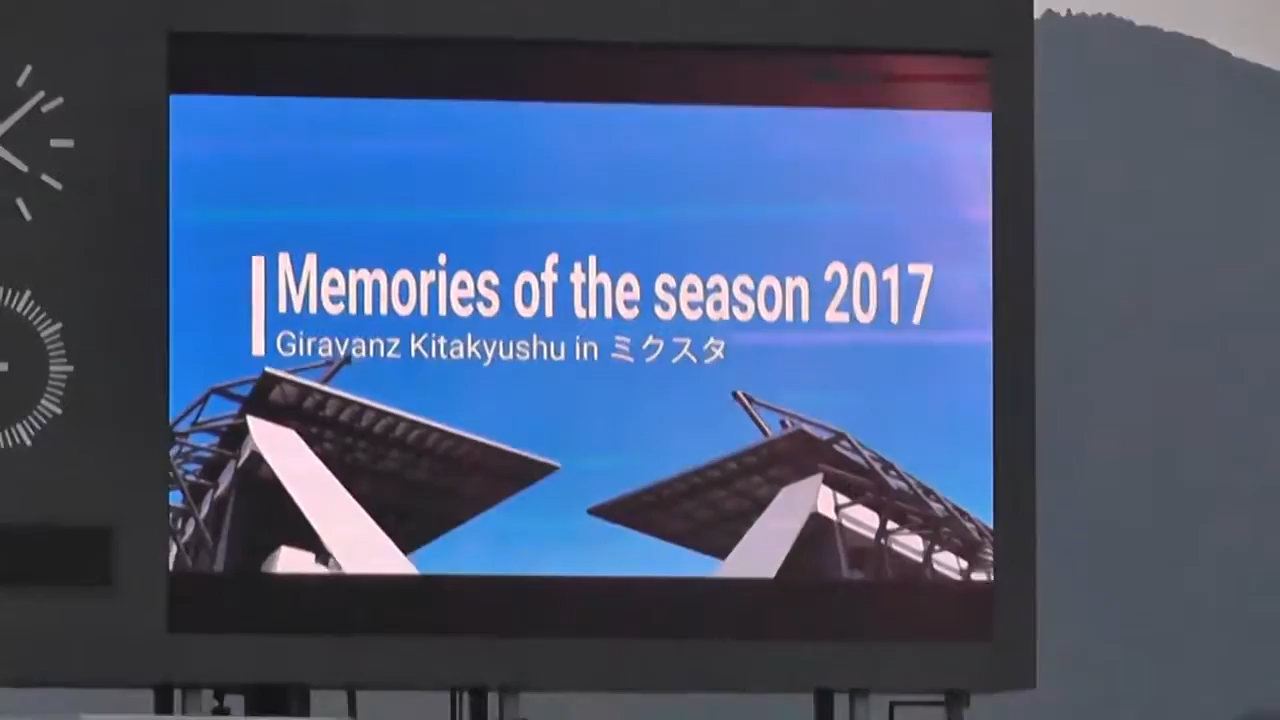 Memories of the season 2017
Giravanz Kitakyushu in ミクスタ